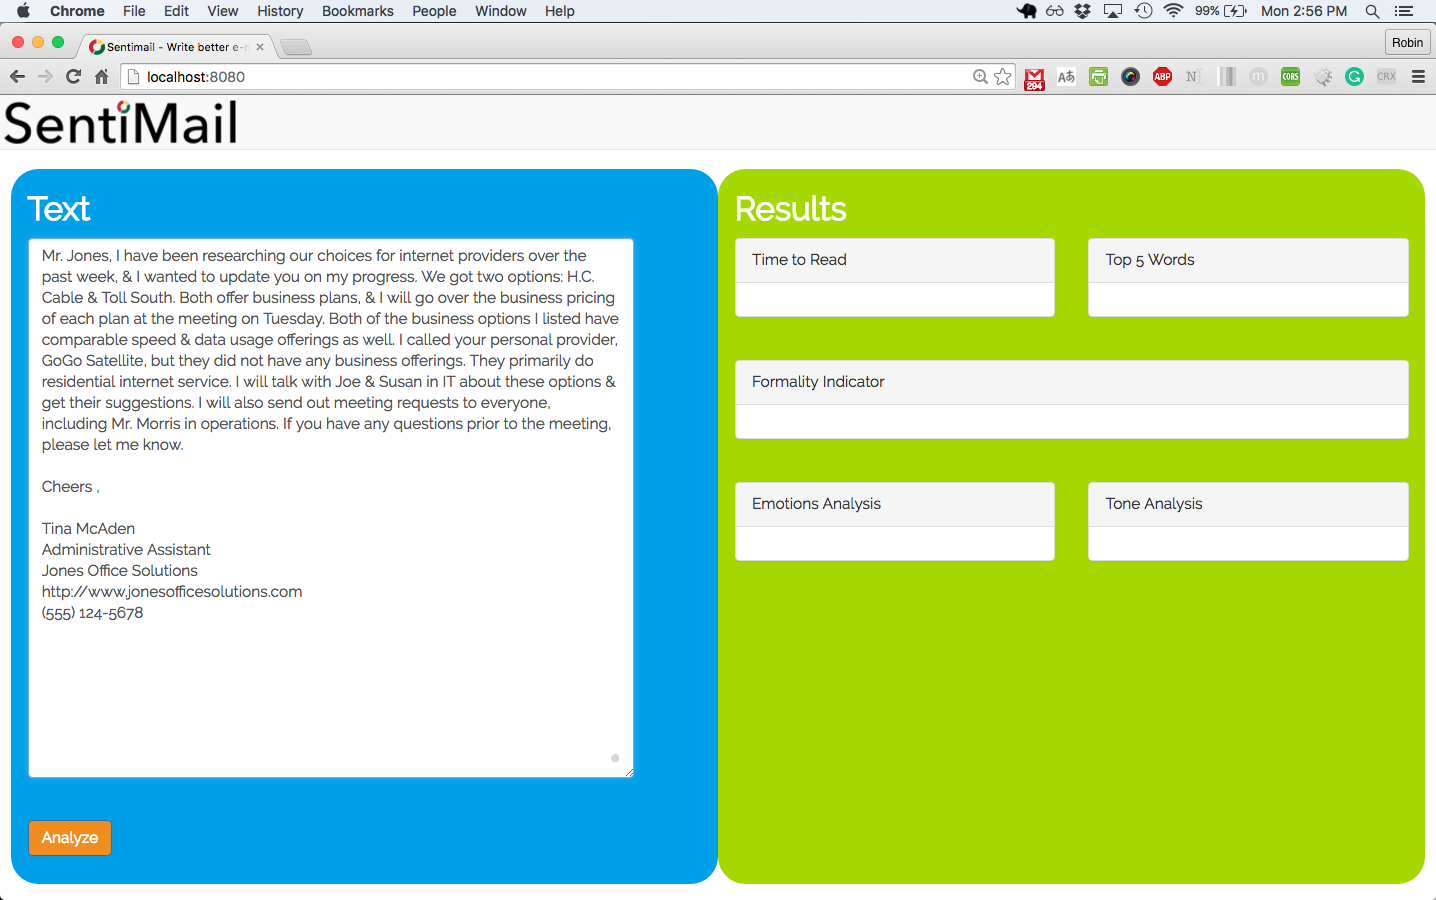 Chrome File Edit View History Bookmarks People Window Help 99% Mon 2:56 PM
Sentimail - Write better e-m
Robin
localhost:8080
294
Aあ
ABP
N
m
CORS
G
CRX
SentiMail
Text
Mr. Jones, I have been researching our choices for internet providers over the
past week, & I wanted to update you on my progress. We got two options: H.C.
Cable & Toll South. Both offer business plans, & I will go over the business pricing
of each plan at the meeting on Tuesday. Both of the business options I listed have
comparable speed & data usage offerings as well. I called your personal provider,
GoGo Satellite, but they did not have any business offerings. They primarily do
residential internet service. I will talk with Joe & Susan in IT about these options &
get their suggestions. I will also send out meeting requests to everyone,
including Mr. Morris in operations. If you have any questions prior to the meeting,
please let me know.
Cheers ,
Tina McAden
Administrative Assistant
Jones Office Solutions
http://www.jonesofficesolutions.com
(555) 124-5678
Analyze
Results
Time to Read
Top 5 Words
Formality Indicator
Emotions Analysis
Tone Analysis